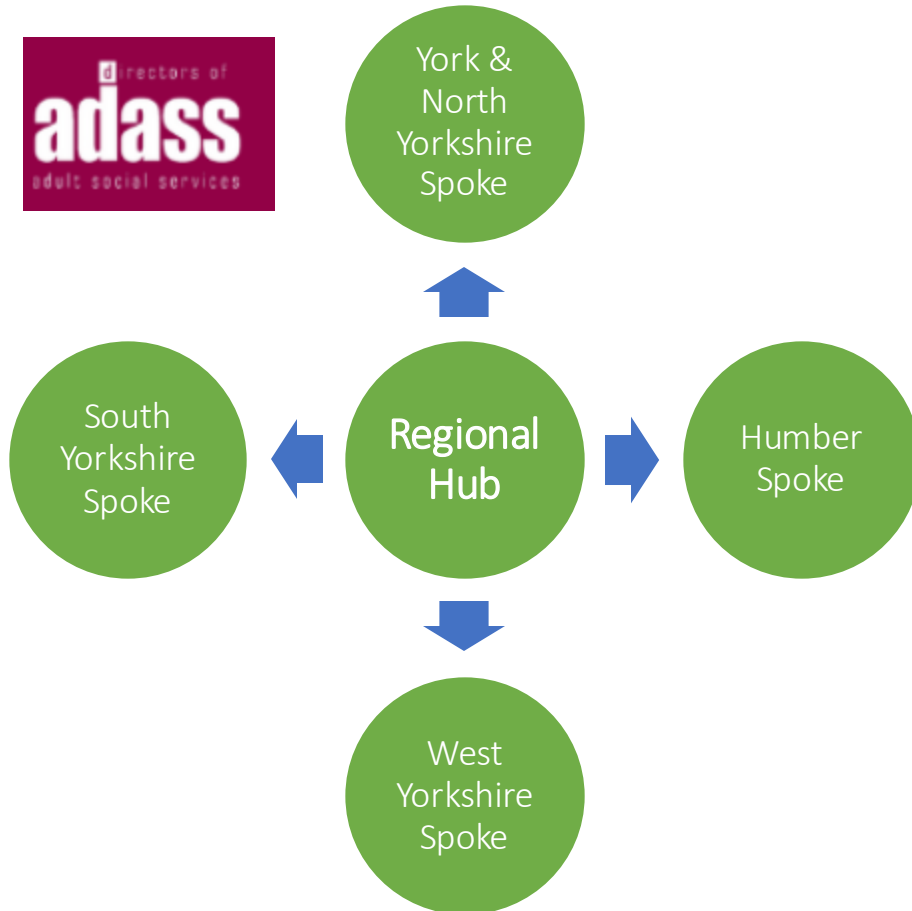 directors of
adass
adult social services
York &
North
Yorkshire
Spoke
South
Yorkshire
Spoke
Regional
Hub
Humber
Spoke
West
Yorkshire
Spoke